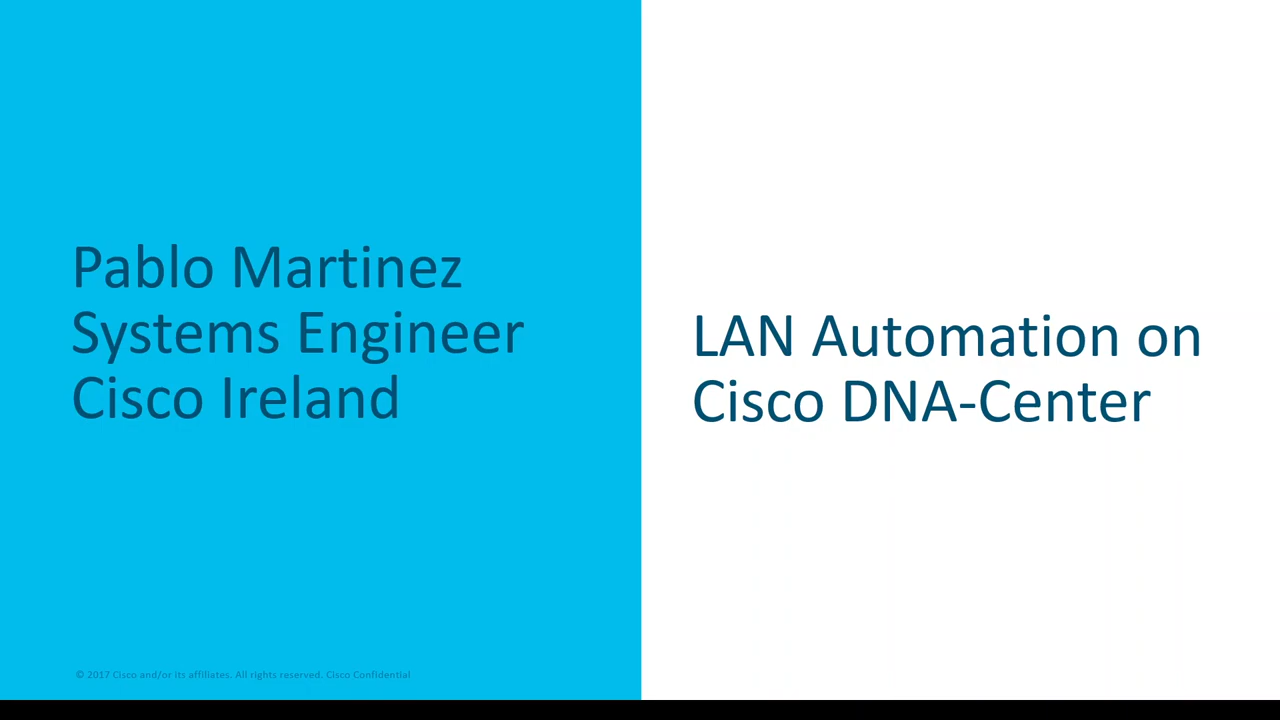 Pablo Martinez
Systems Engineer
Cisco Ireland
LAN Automation on
Cisco DNA-Center
© 2017 Cisco and/or its affiliates. All rights reserved. Cisco Confidential